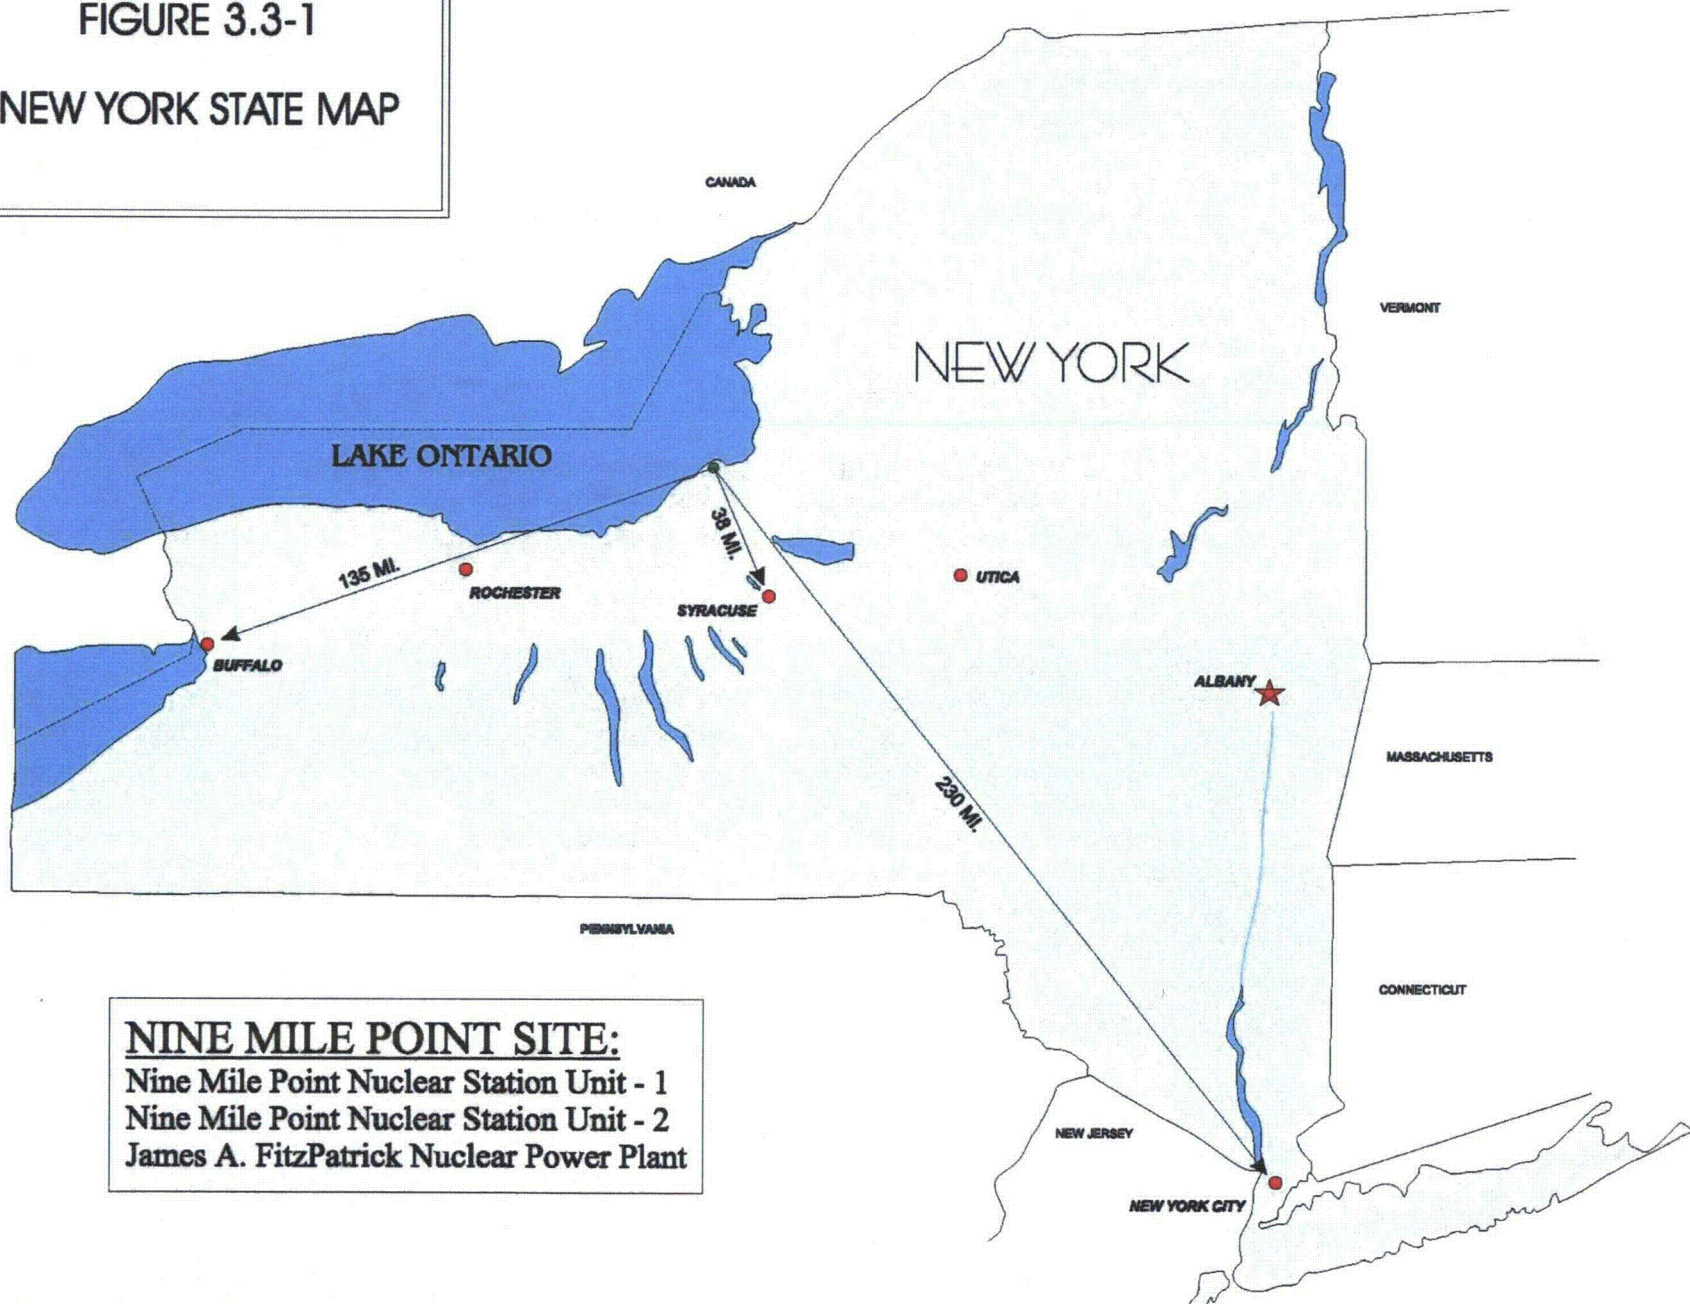 FIGURE 3.3-1
NEW YORK STATE MAP
CANADA
VERMONT
NEW YORK
LAKE ONTARIO
38 MI.
135 MI.
ROCHESTER
UTICA
SYRACUSE
BUFFALO
ALBANY
MASSACHUSETTS
230 MI.
PENNSYLVANIA
CONNECTICUT
NINE MILE POINT SITE:
Nine Mile Point Nuclear Station Unit - 1
Nine Mile Point Nuclear Station Unit - 2
James A. FitzPatrick Nuclear Power Plant
NEW JERSEY
NEW YORK CITY